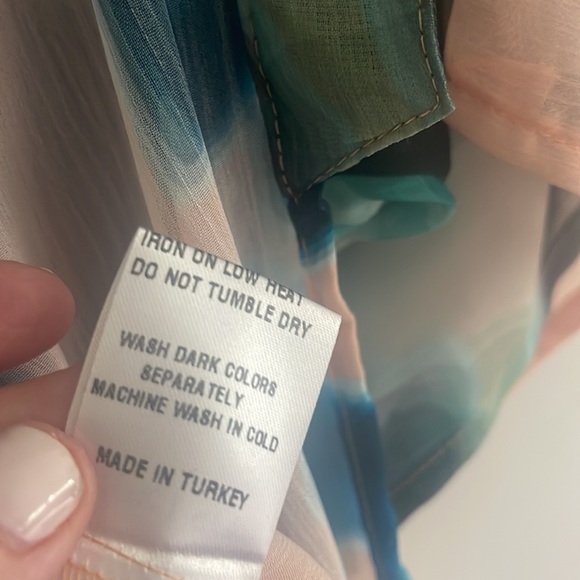 IRON ON LOW HEAT
DO NOT TUMBLE DRY
WASH DARK COLORS
SEPARATELY
MACHINE WASH IN COLD
MADE IN TURKEY